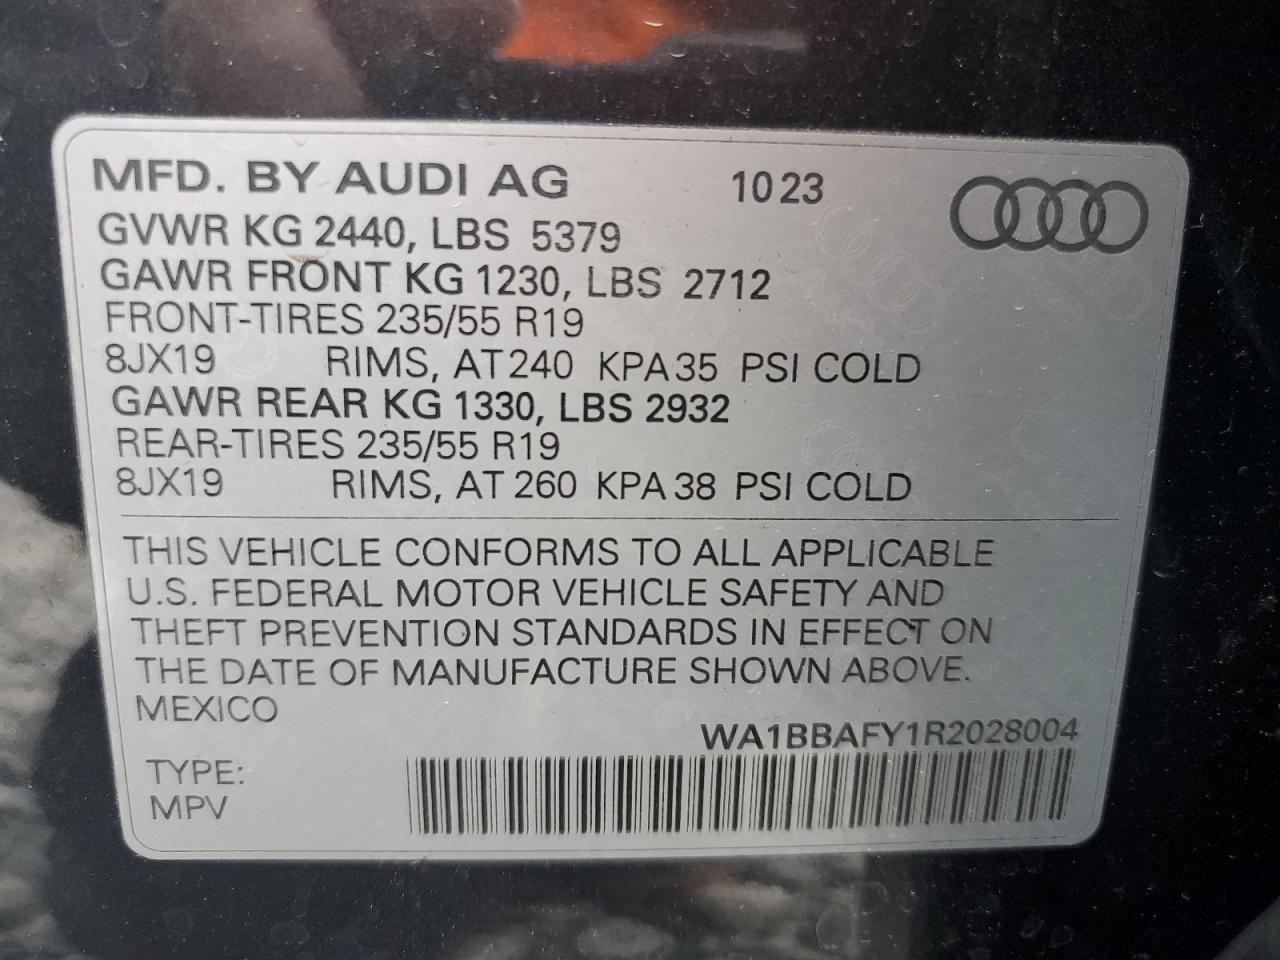 MFD. BY AUDI AG 10 23
GVWR KG 2440, LBS 5379
GAWR FRONT KG 1230, LBS 2712
FRONT-TIRES 235/55 R19
8JX19 RIMS, AT 240 KPA 35 PSI COLD
GAWR REAR KG 1330, LBS 2932
REAR-TIRES 235/55 R19
8JX19 RIMS, AT 260 KPA 38 PSI COLD
THIS VEHICLE CONFORMS TO ALL APPLICABLE
U.S. FEDERAL MOTOR VEHICLE SAFETY AND
THEFT PREVENTION STANDARDS IN EFFECT ON
THE DATE OF MANUFACTURE SHOWN ABOVE.
MEXICO
WA1BBAFY1R2028004
TYPE:
MPV